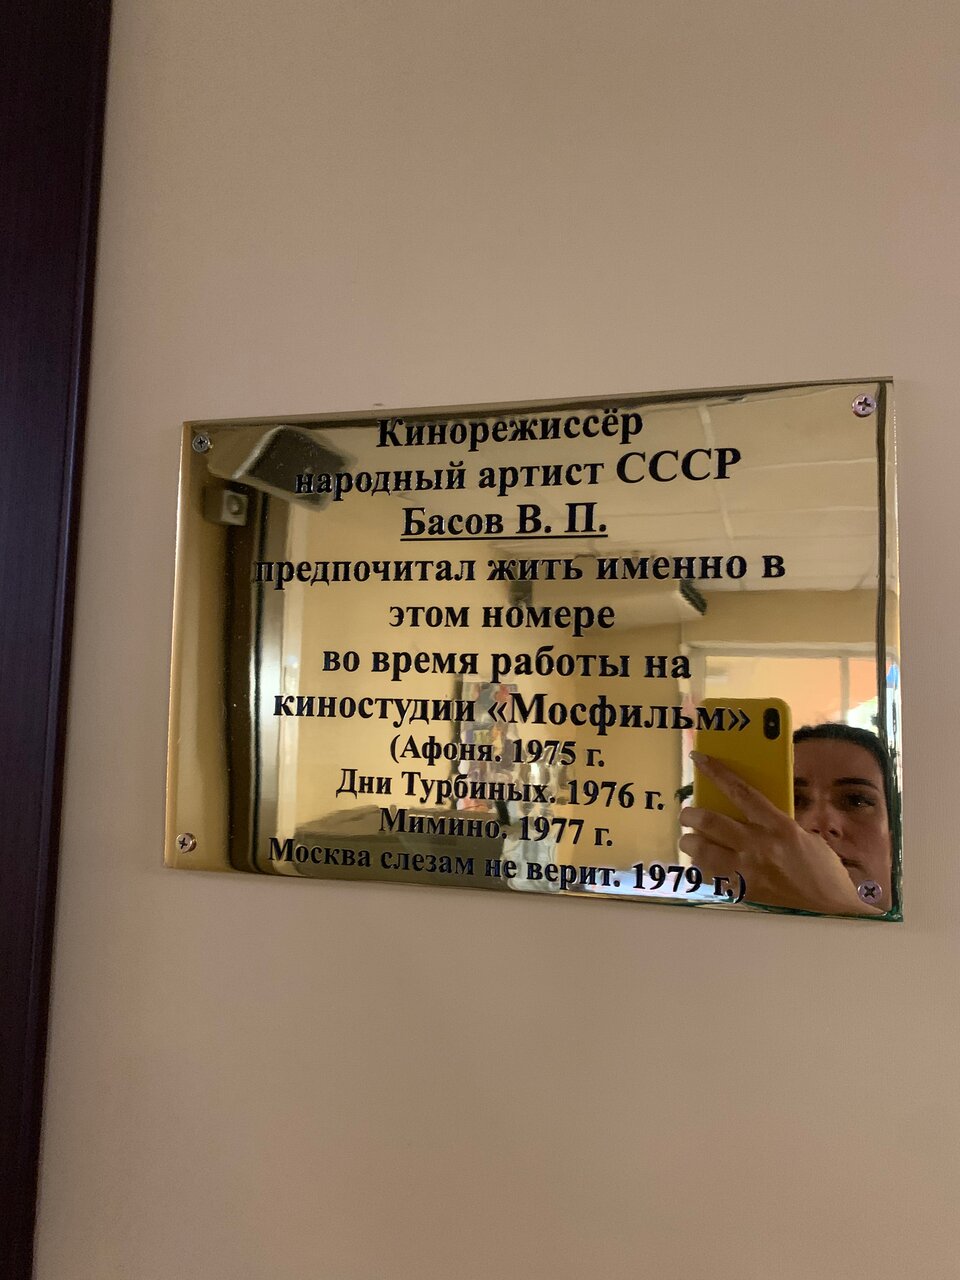 Кинорежиссёр
народный артист СССР
Басов В. П.
предпочитал жить именно в
этом номере
во время работы на
киностудии «Мосфильм»
(Афоня. 1975 г.
Дни Турбиных. 1976 г.
Мимино. 1977 г.
Москва слезам не верит. 1979 г.)